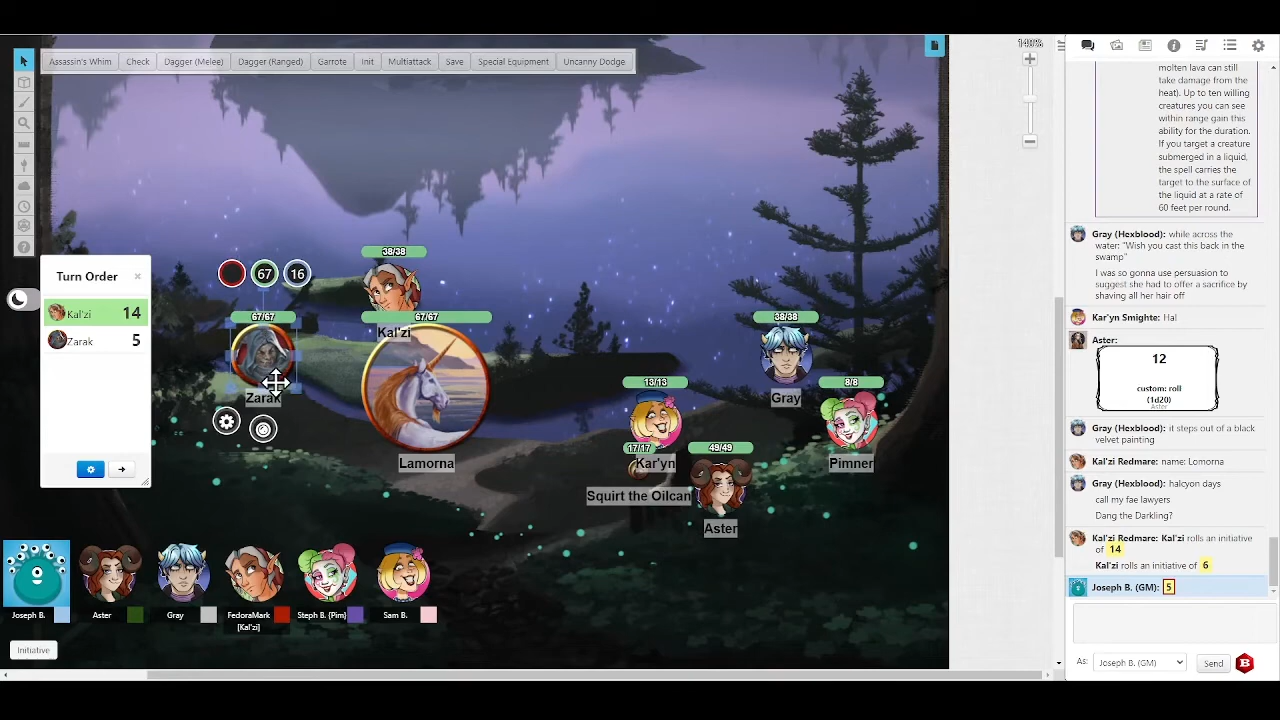 Assassin's Whim
Check
Dagger (Melee)
Dagger (Ranged)
Garrote
Init
Multiattack
Save
Special Equipment
Uncanny Dodge
149%
molten lava can still
take damage from the
heat). Up to ten willing
creatures you can see
within range gain this
ability for the duration.
If you target a creature
submerged in a liquid,
the spell carries the
target to the surface of
the liquid at a rate of
60 feet per round.
Gray (Hexblood): while across the
swamp" "Wish you cast this back in the
swamp"
I was so gonna use persuasion to
suggest she had to offer a sacrifice by
shaving all her hair off
Kar'yn Smighte: Ha!
Aster:
12
custom: roll
(1d20)
Aster
Gray (Hexblood): it steps out of a black
velvet painting
Kal'zi Redmare: name: Lomorna
Gray (Hexblood): halcyon days
call my fae lawyers
Dang the Darkling?
Kal'zi Redmare: Kal'zi rolls an initiative
of 14
Kal'zi rolls an initiative of 6
Joseph B. (GM): 5
As:
Joseph B. (GM)
Send
Turn Order
Kal'zi 14
Zarak 5
67
16
38/38
67/67
67/67
Kal'zi
Zarak
Lamorna
38/38
13/13
8/8
Gray
17/17
49/49
Kar'yn
Pimner
Squirt the Oilcan
Aster
Joseph B.
Aster
Gray
FedoraMark
[Kal'zi]
Steph B. (Pim)
Sam B.
Initiative